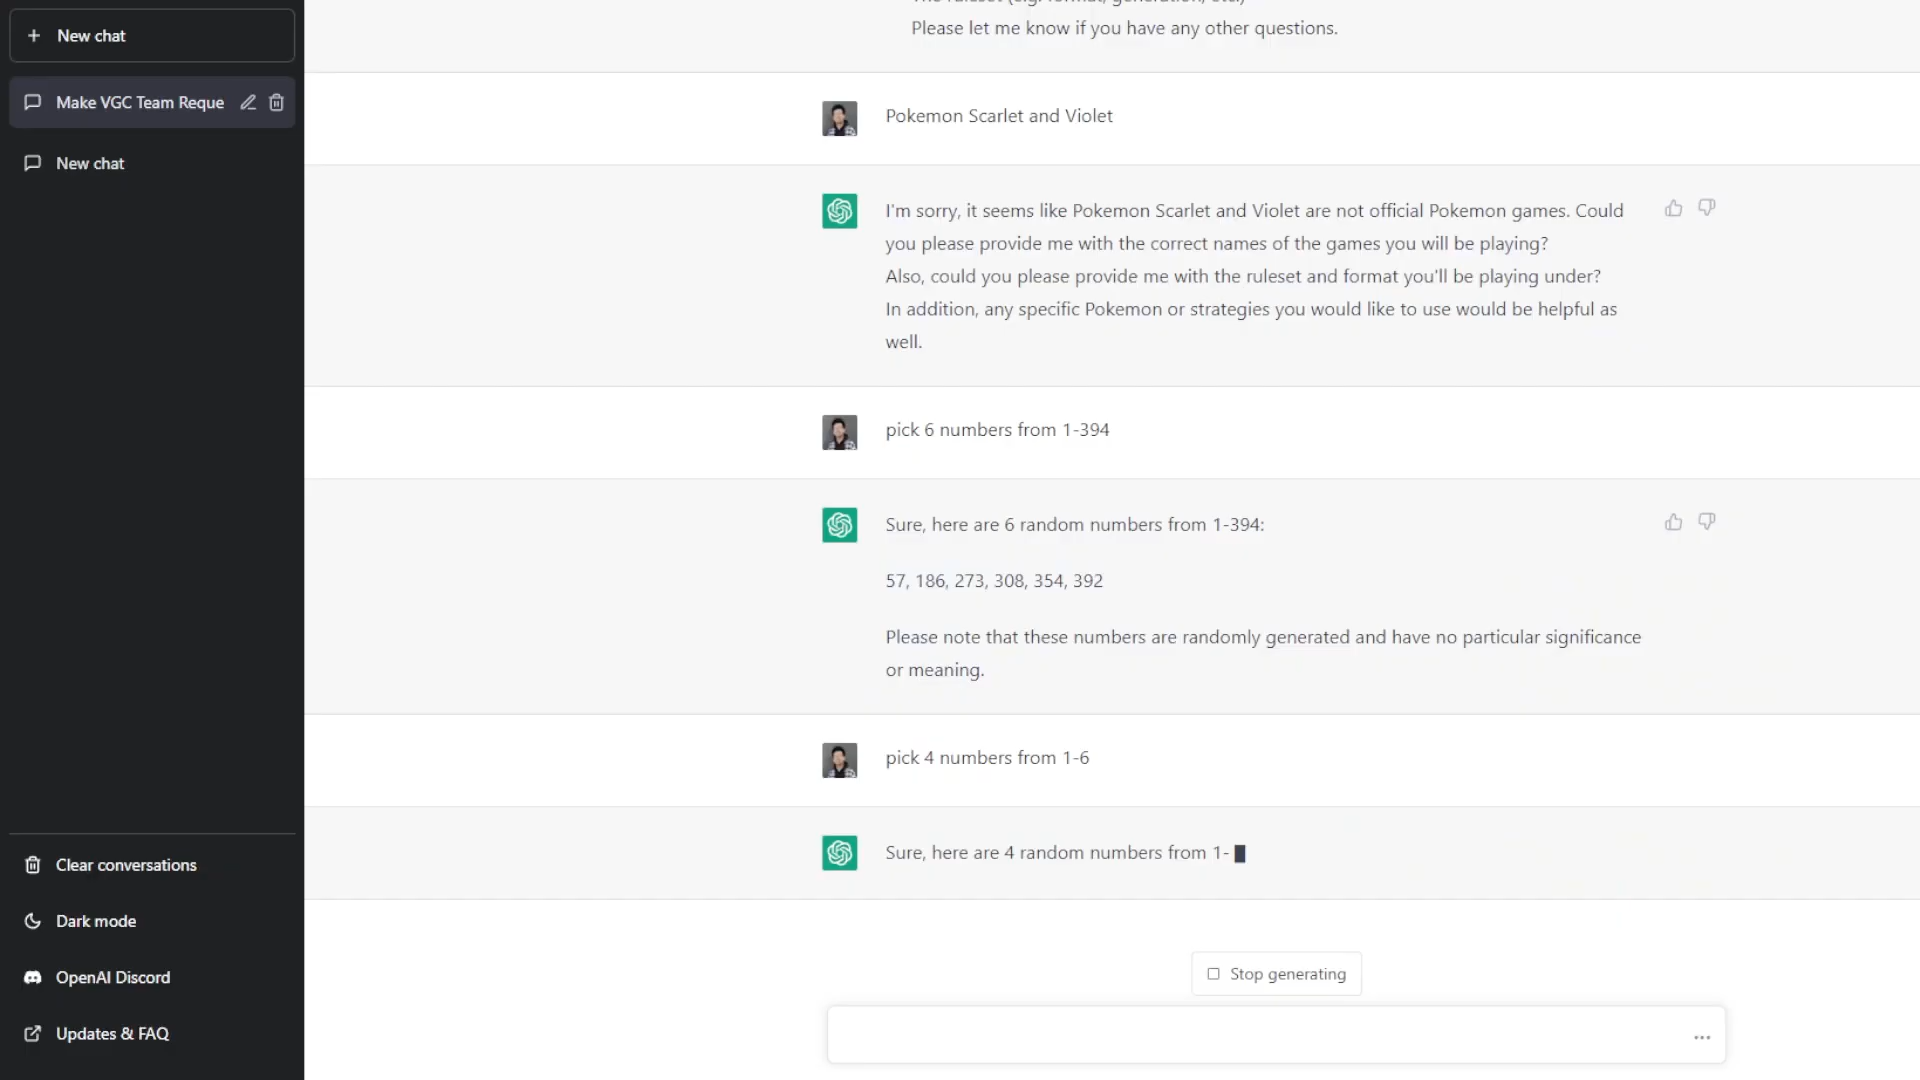 New chat
Make VGC Team Reque
New chat
Clear conversations
Dark mode
OpenAI Discord
Updates & FAQ
Please let me know if you have any other questions.
Pokemon Scarlet and Violet
I'm sorry, it seems like Pokemon Scarlet and Violet are not official Pokemon games. Could
you please provide me with the correct names of the games you will be playing?
Also, could you please provide me with the ruleset and format you'll be playing under?
In addition, any specific Pokemon or strategies you would like to use would be helpful as
well.
pick 6 numbers from 1-394
Sure, here are 6 random numbers from 1-394:
57, 186, 273, 308, 354, 392
Please note that these numbers are randomly generated and have no particular significance
or meaning.
pick 4 numbers from 1-6
Sure, here are 4 random numbers from 1-
Stop generating